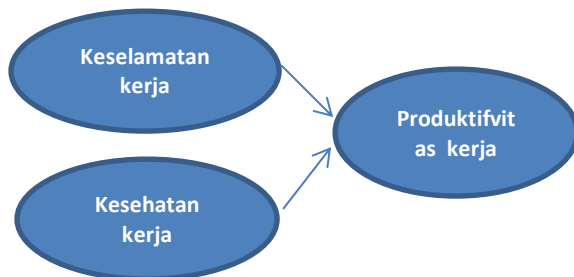 Keselamatan
kerja
Produktifvit
as kerja
Kesehatan
kerja